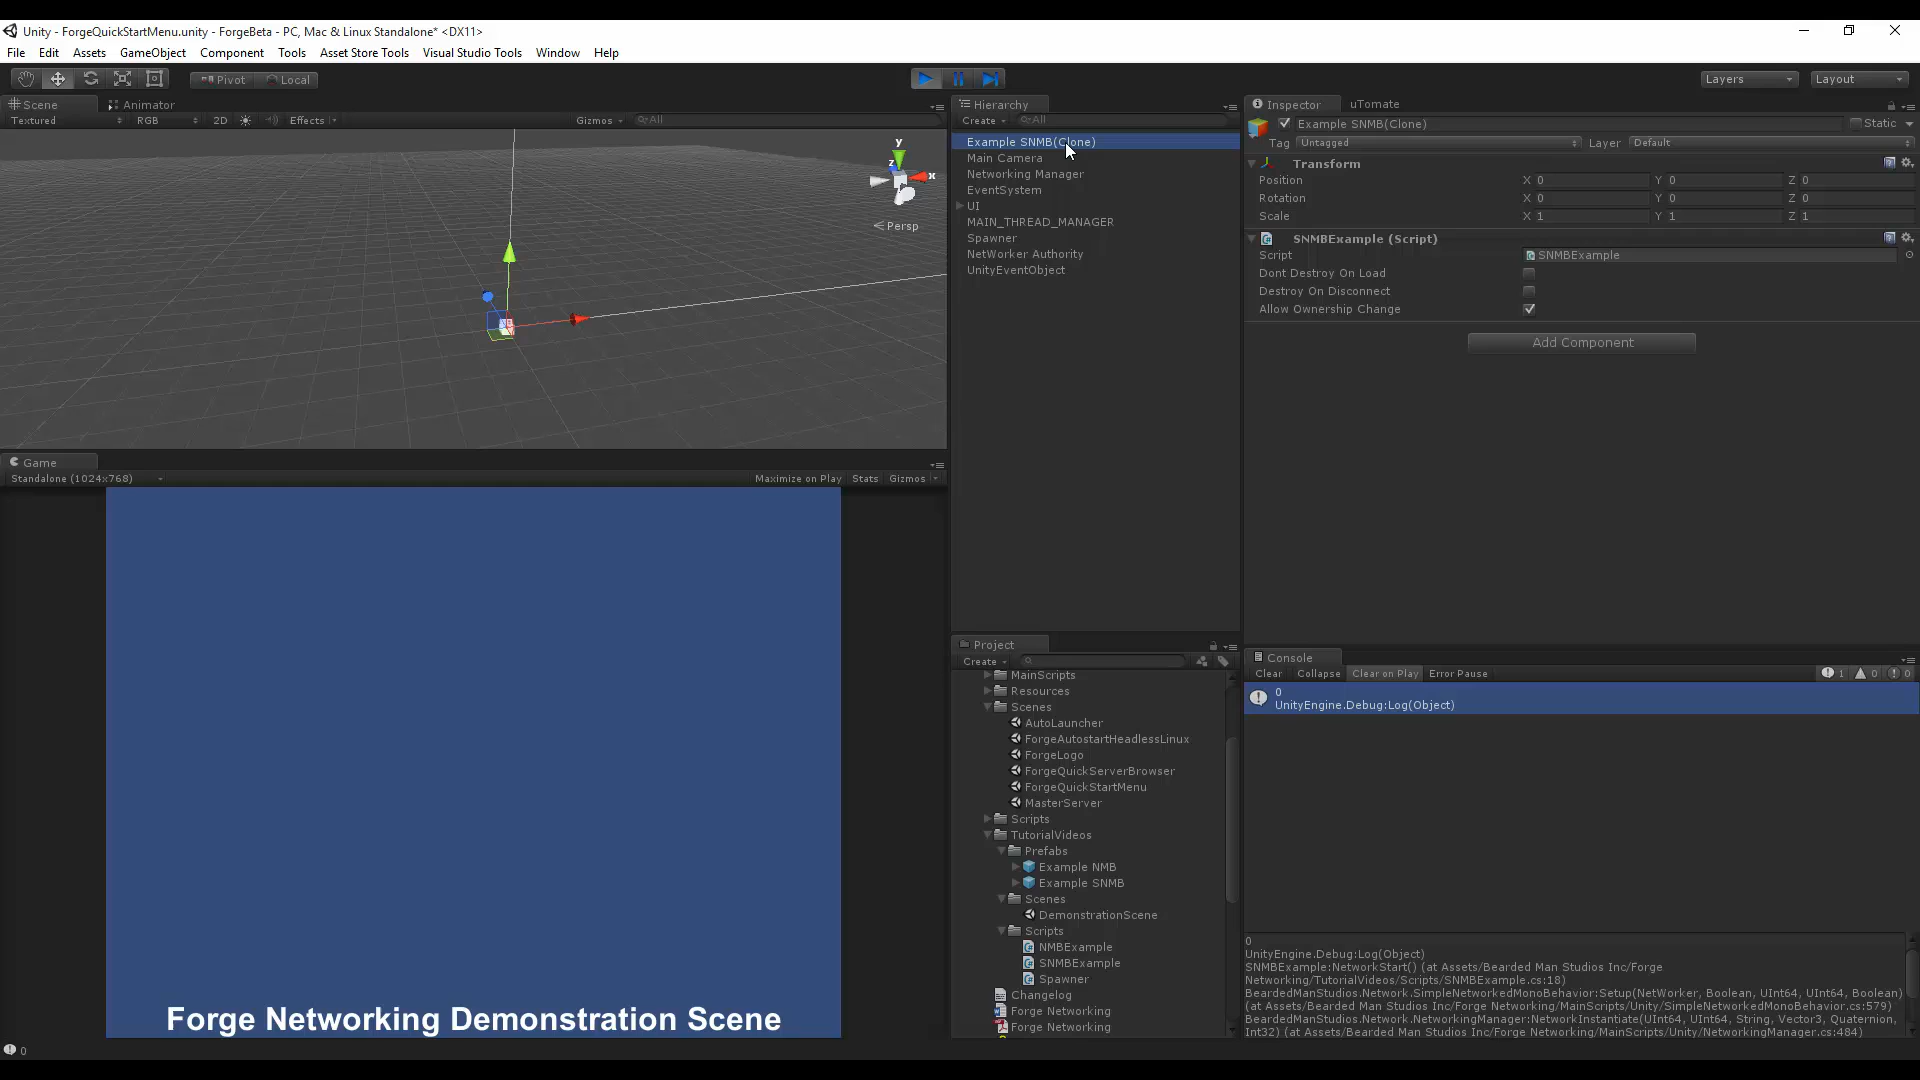 Unity - ForgeQuickStartMenu.unity - ForgeBeta - PC, Mac & Linux Standalone* <DX11>
File Edit Assets GameObject Component Tools Asset Store Tools Visual Studio Tools Window Help
Pivot Local
Layers Layout
Scene Animator
Textured RGB 2D Effects Gizmos All
y
z
x
Persp
Game
Standalone (1024x768) Maximize on Play Stats Gizmos
Forge Networking Demonstration Scene
Hierarchy
Create All
Example SNMB(Clone)
Main Camera
Networking Manager
EventSystem
UI
MAIN_THREAD_MANAGER
Spawner
NetWorker Authority
UnityEventObject
Project
Create
MainScripts
Resources
Scenes
AutoLauncher
ForgeAutostartHeadlessLinux
ForgeLogo
ForgeQuickServerBrowser
ForgeQuickStartMenu
MasterServer
Scripts
TutorialVideos
Prefabs
Example NMB
Example SNMB
Scenes
DemonstrationScene
Scripts
NMBExample
SNMBExample
Spawner
Changelog
Forge Networking
Forge Networking
Inspector uTomate
Example SNMB(Clone) Static
Tag Untagged Layer Default
Transform
Position X 0 Y 0 Z 0
Rotation X 0 Y 0 Z 0
Scale X 1 Y 1 Z 1
SNMBExample (Script)
Script SNMBExample
Dont Destroy On Load
Destroy On Disconnect
Allow Ownership Change
Add Component
Console
Clear Collapse Clear on Play Error Pause 1 0 0
0
UnityEngine.Debug:Log(Object)
0
UnityEngine.Debug:Log(Object)
SNMBExample:NetworkStart() (at Assets/Bearded Man Studios Inc/Forge
Networking/TutorialVideos/Scripts/SNMBExample.cs:18)
BeardedManStudios.Network.SimpleNetworkedMonoBehavior:Setup(NetWorker, Boolean, UInt64, UInt64, Boolean)
(at Assets/Bearded Man Studios Inc/Forge Networking/MainScripts/Unity/SimpleNetworkedMonoBehavior.cs:579)
BeardedManStudios.Network.NetworkingManager:NetworkInstantiate(UInt64, UInt64, String, Vector3, Quaternion,
Int32) (at Assets/Bearded Man Studios Inc/Forge Networking/MainScripts/Unity/NetworkingManager.cs:484)
0